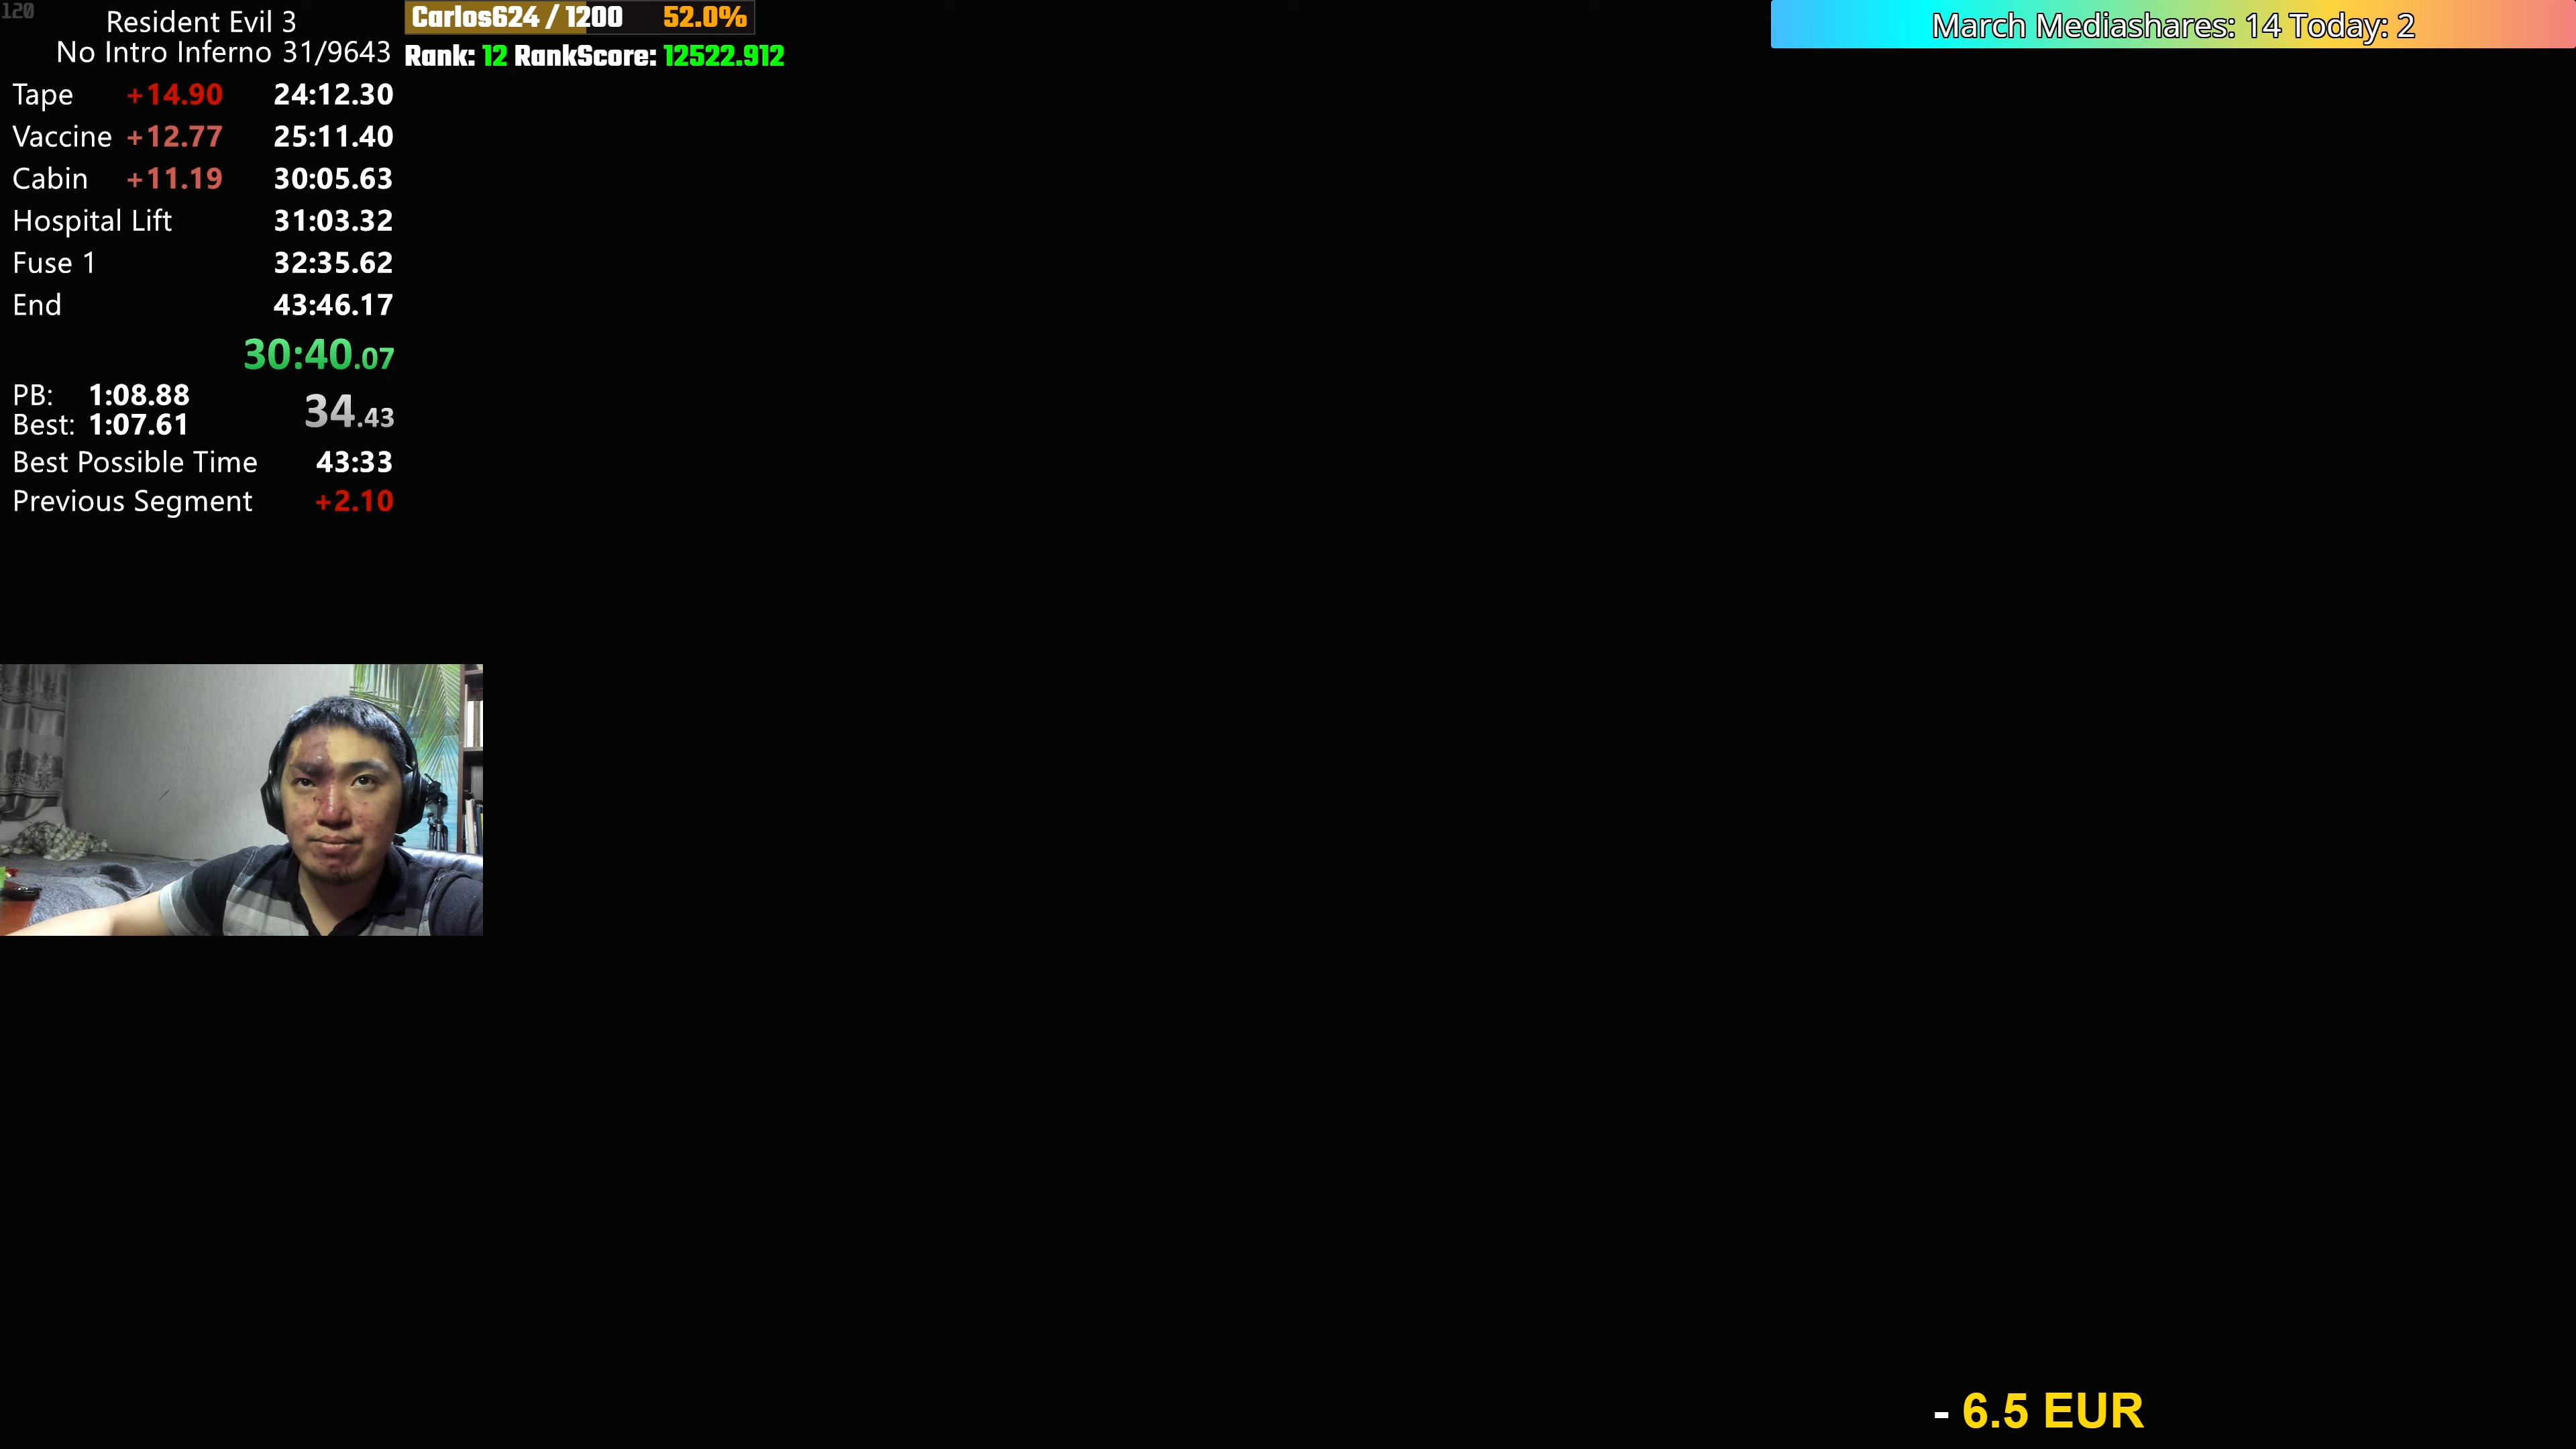 120
Resident Evil 3
No Intro Inferno 31/9643
Carlos624 / 1200 52.0%
Rank: 12 RankScore: 12522.912
March Mediashares: 14 Today: 2
Tape +14.90 24:12.30
Vaccine +12.77 25:11.40
Cabin +11.19 30:05.63
Hospital Lift 31:03.32
Fuse 1 32:35.62
End 43:46.17
30:40.07
PB: 1:08.88
Best: 1:07.61
34.43
Best Possible Time 43:33
Previous Segment +2.10
- 6.5 EUR